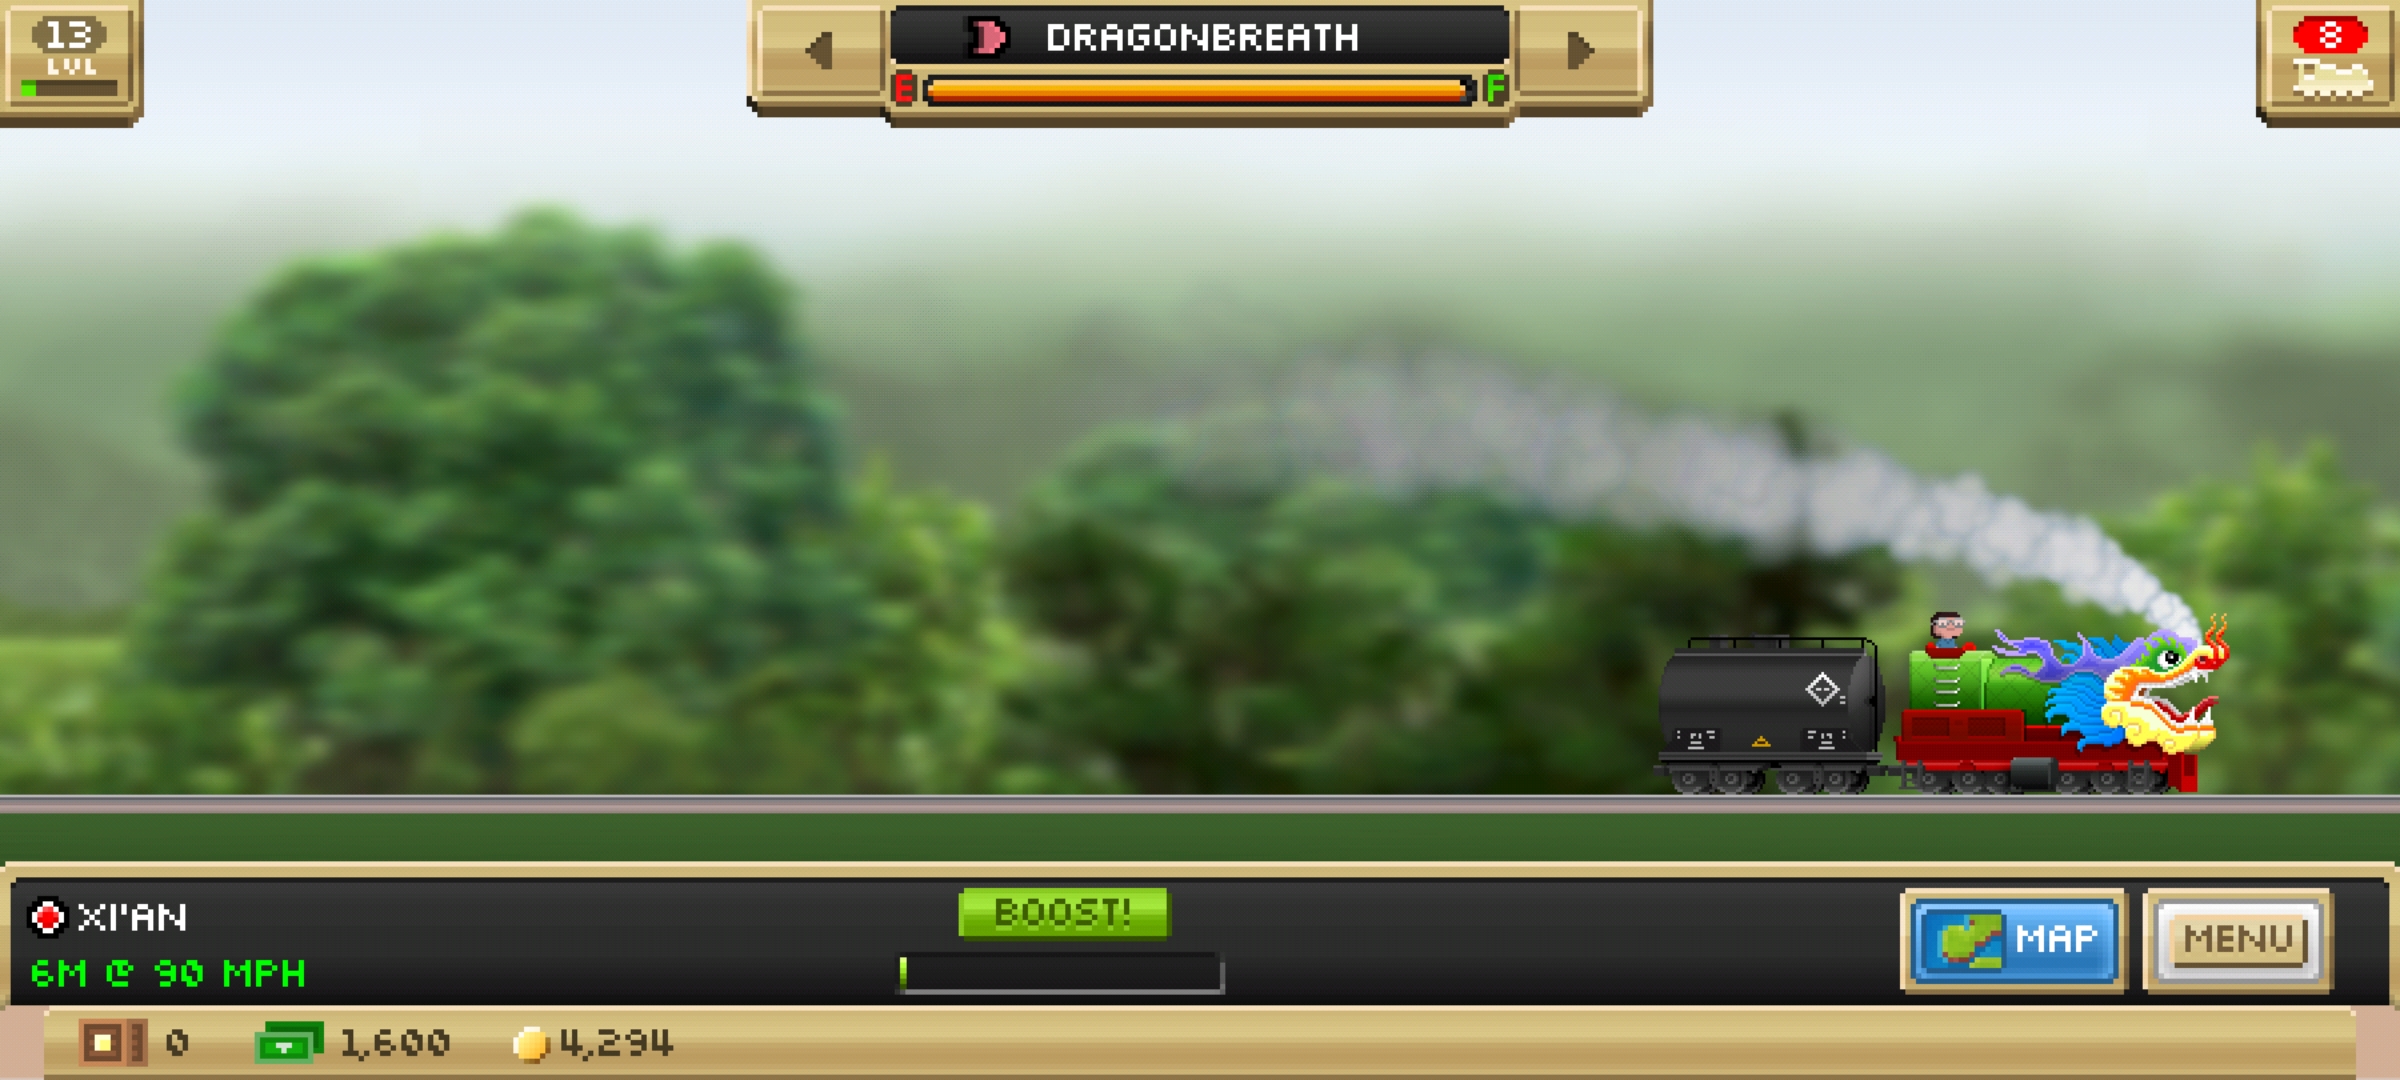 13
LVL
DRAGONBREATH
E F
8
XI'AN
6M @ 90 MPH
BOOST!
MAP
MENU
0
1,600
4,294